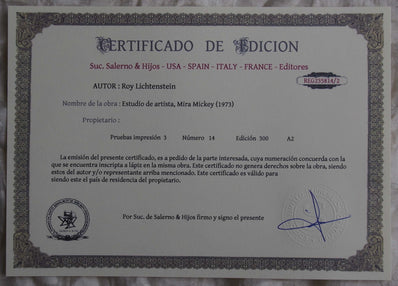 CERTIFICADO DE EDICION
Suc. Salerno & Hijos - USA - SPAIN - ITALY - FRANCE - Editores
REG255814/2
AUTOR : Roy Lichtenstein
Nombre de la obra : Estudio de artista, Mira Mickey (1973)
Propietario :
Pruebas impresión 3 Número 14 Edición 300 A2
La emisión del presente certificado, es a pedido de la parte interesada, cuya numeración concuerda con la
que se encuentra inscripta a lápiz en la misma obra. Este certificado no genera derechos sobre la obra, siendo
estos del autor y/o representante arriba mencionado. Este certificado es válido para
siendo este el país de residencia del propietario.
Por Suc. de Salerno & Hijos firmo y signo el presente